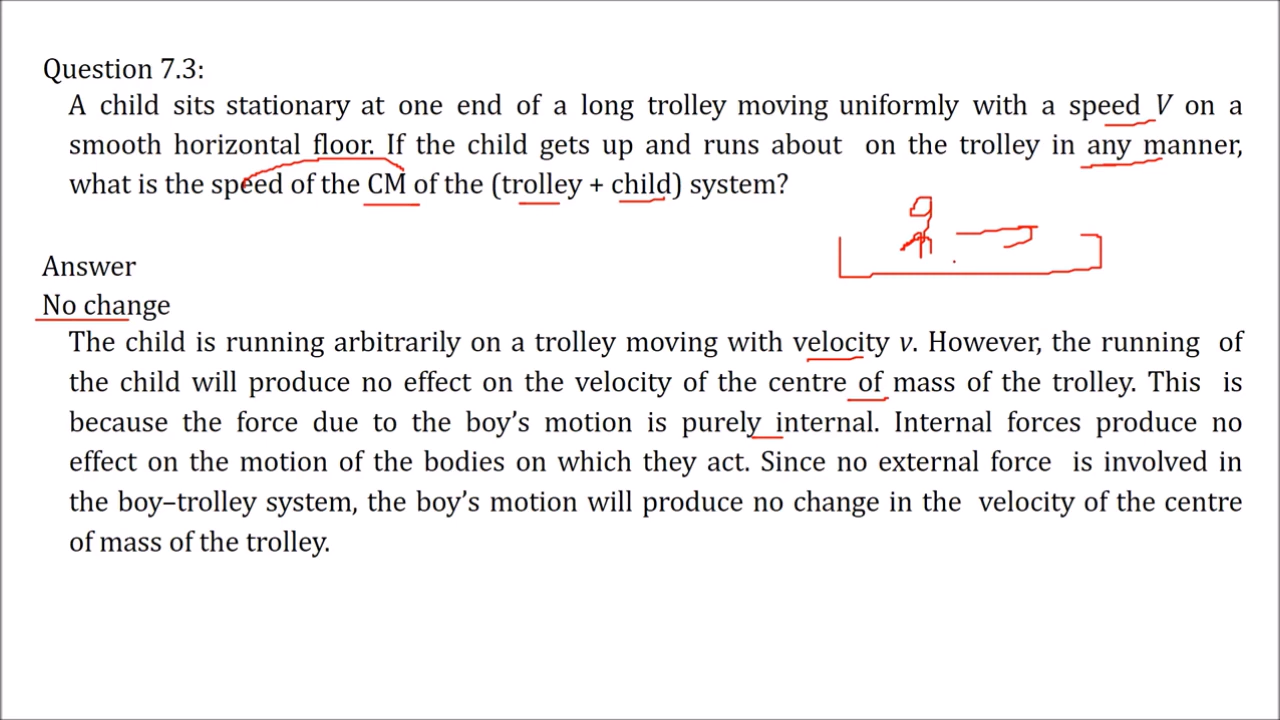 Question 7.3:
A child sits stationary at one end of a long trolley moving uniformly with a speed V on a
smooth horizontal floor. If the child gets up and runs about on the trolley in any manner,
what is the speed of the CM of the (trolley + child) system?
Answer
No change
The child is running arbitrarily on a trolley moving with velocity v. However, the running of
the child will produce no effect on the velocity of the centre of mass of the trolley. This is
because the force due to the boy’s motion is purely internal. Internal forces produce no
effect on the motion of the bodies on which they act. Since no external force is involved in
the boy–trolley system, the boy’s motion will produce no change in the velocity of the centre
of mass of the trolley.